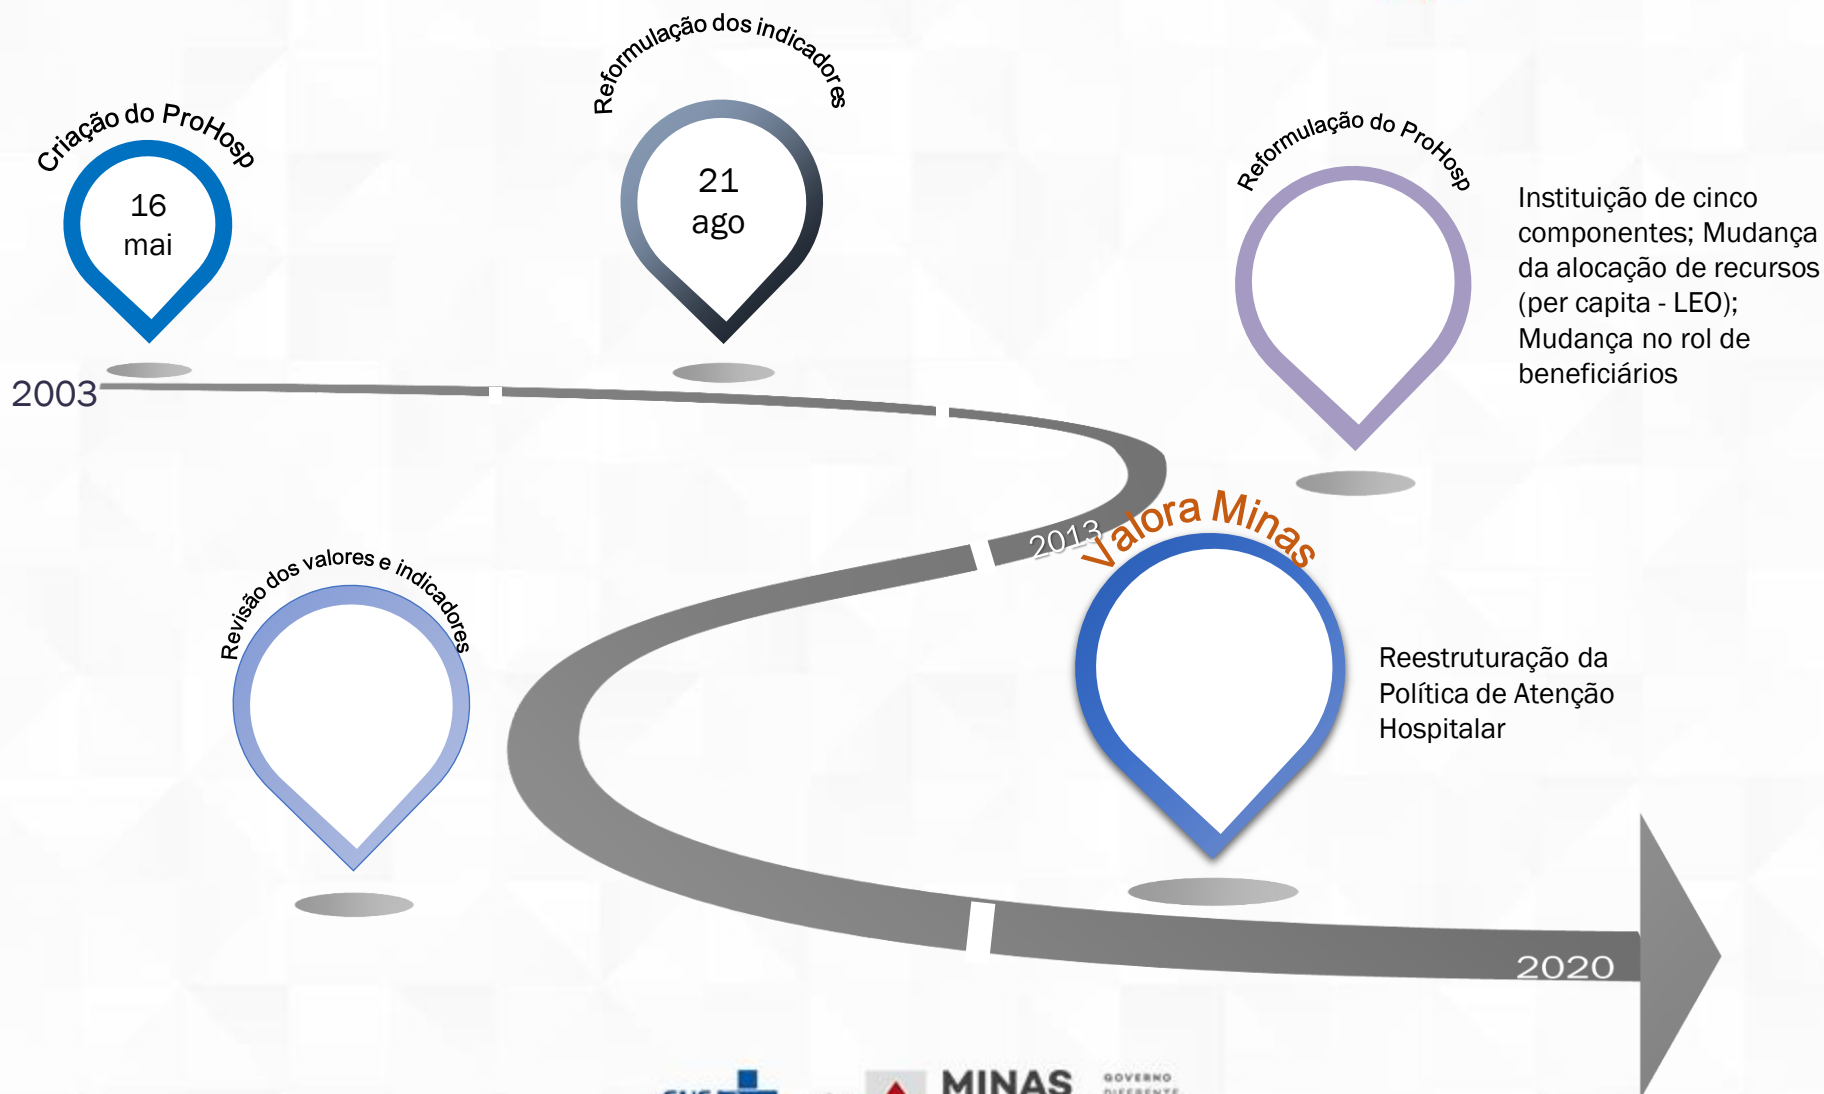 Criação do ProHosp
16
mai
Reformulação dos indicadores
21
ago
Reformulação do ProHosp
Instituição de cinco
componentes; Mudança
da alocação de recursos
(per capita - LEO);
Mudança no rol de
beneficiários
2003
2013
Valora Minas
Revisão dos valores e indicadores
Reestruturação da
Política de Atenção
Hospitalar
2020
MINAS
GOVERNO
DIFERENTE